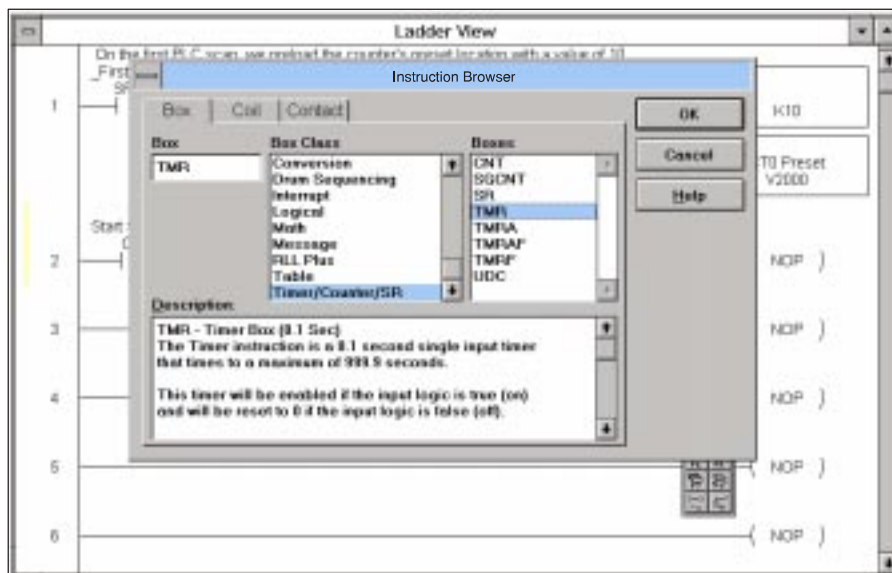 Ladder View
On the first PLC scan, we preload the counter's preset location with a value of 10
_First
Instruction Browser
1
K10
CT0 Preset
V2000
Box
Coil
Contact
OK
Cancel
Help
Box
TMR
Box Class
Conversion
Drum Sequencing
Interrupt
Logical
Math
Message
RLL Plus
Table
Timer/Counter/SR
Boxes
CNT
SGCNT
SR
TMR
TMRA
TMRAF
TMRF
UDC
Start
2
NOP
Description
TMR - Timer Box (0.1 Sec)
The Timer instruction is a 0.1 second single input timer
that times to a maximum of 999.9 seconds.
This timer will be enabled if the input logic is true (on)
and will be reset to 0 if the input logic is false (off).
3
NOP
4
NOP
5
NOP
6
NOP